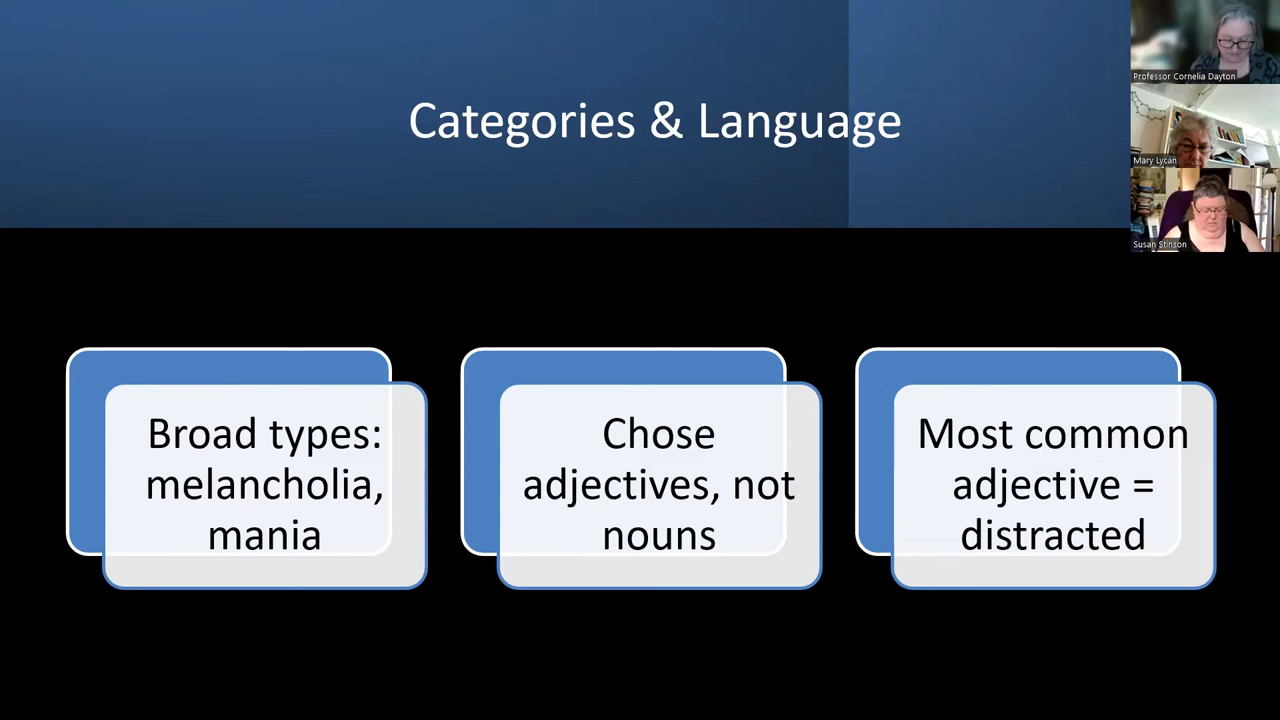 Categories & Language
Professor Cornelia Dayton
Mary Lycan
Susan Stinson
Broad types:
melancholia,
mania
Chose
adjectives, not
nouns
Most common
adjective =
distracted